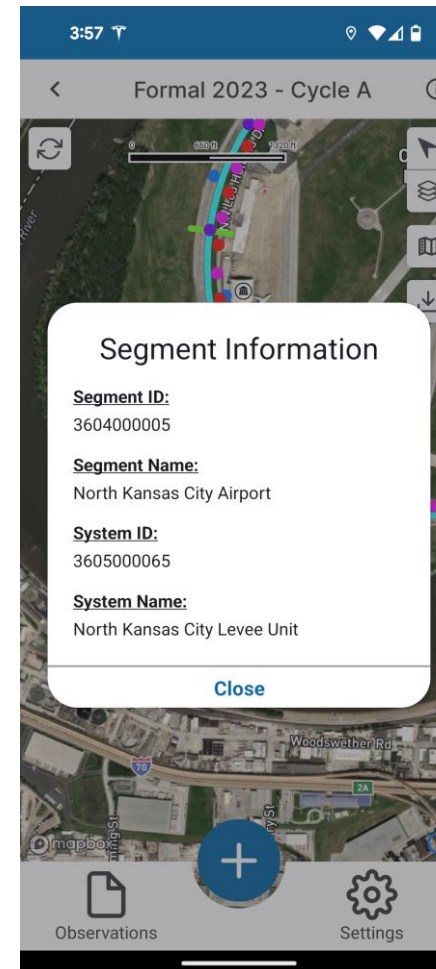 3:57
Formal 2023 - Cycle A
0 660 ft 1320 ft
Segment Information
Segment ID:
3604000005
Segment Name:
North Kansas City Airport
System ID:
3605000065
System Name:
North Kansas City Levee Unit
Close
Woodswether Rd
70
2A
mapbox
Observations
Settings